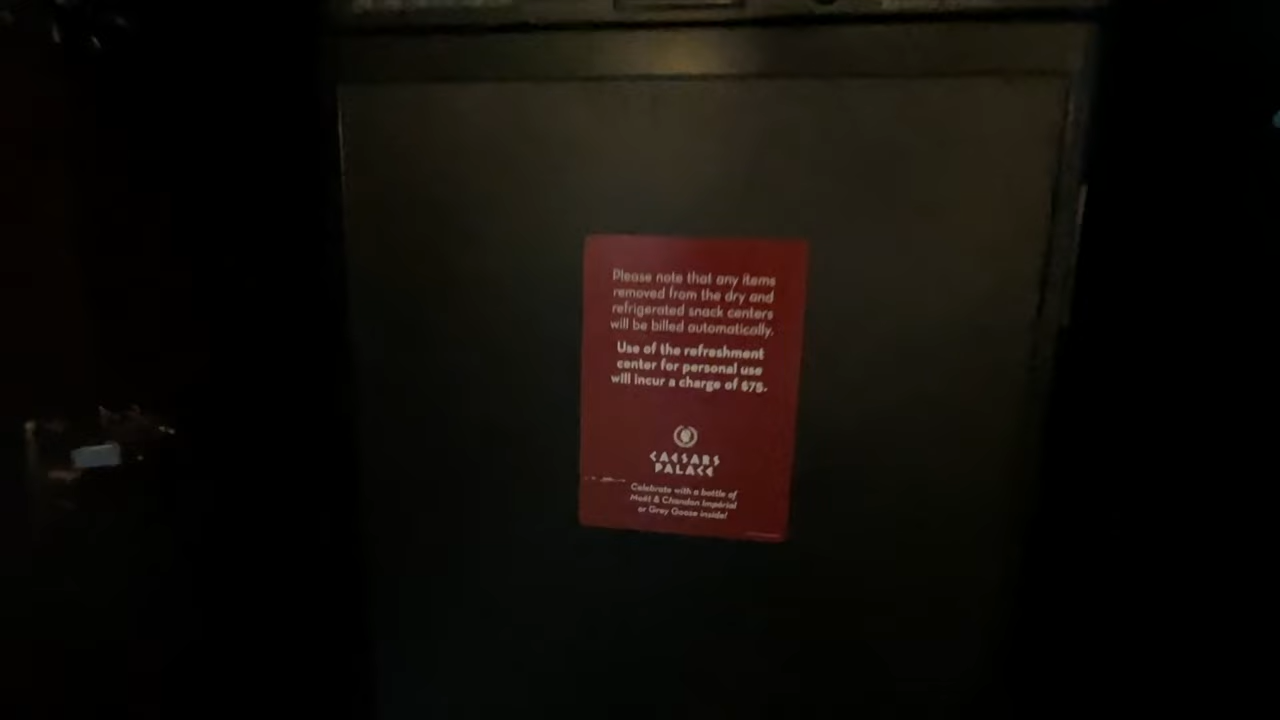 Please note that any items
removed from the dry and
refrigerated snack centers
will be billed automatically.
Use of the refreshment
center for personal use
will incur a charge of $75.
CAESARS
PALACE
Celebrate with a bottle of
Moët & Chandon Impérial
or Grey Goose inside!